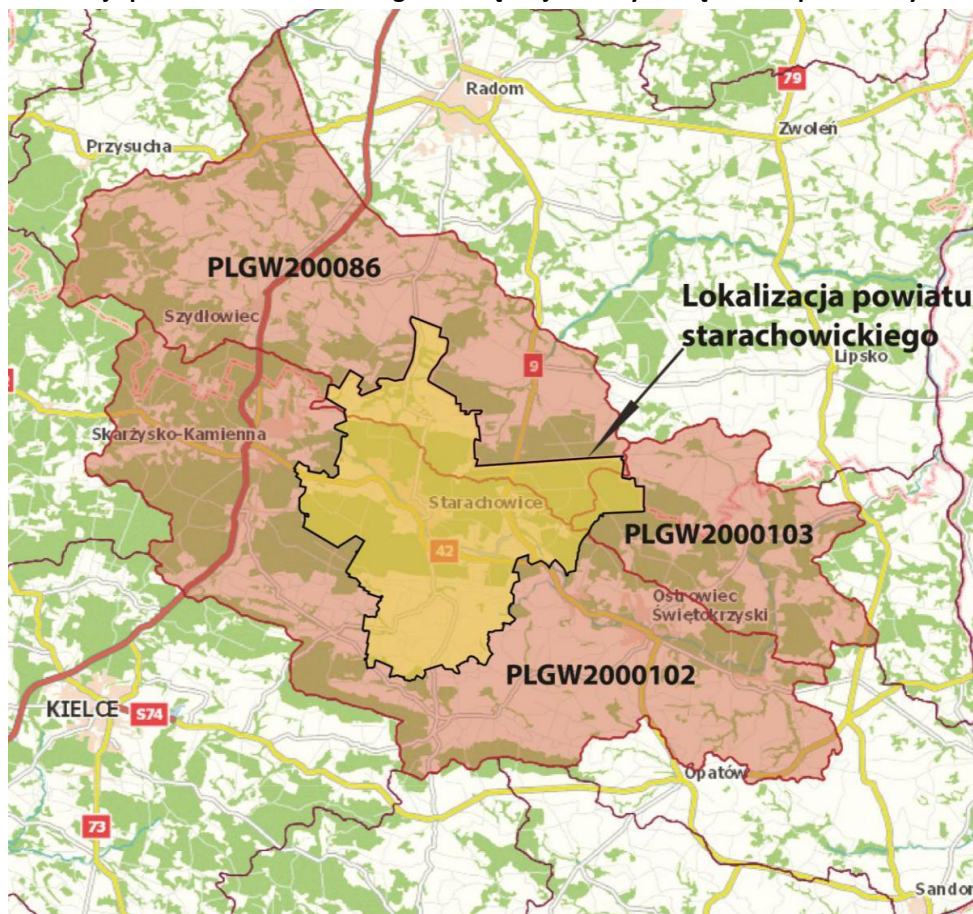 79
Radom
Zwoleń
Przysucha
PLGW200086
Lokalizacja powiatu
starachowickiego
Szydłowiec
Lipsko
9
Skarżysko-Kamienna
Starachowice
PLGW2000103
42
Ostrowiec
Świętokrzyski
PLGW2000102
KIELCE
S74
Opatów
73
Sandom